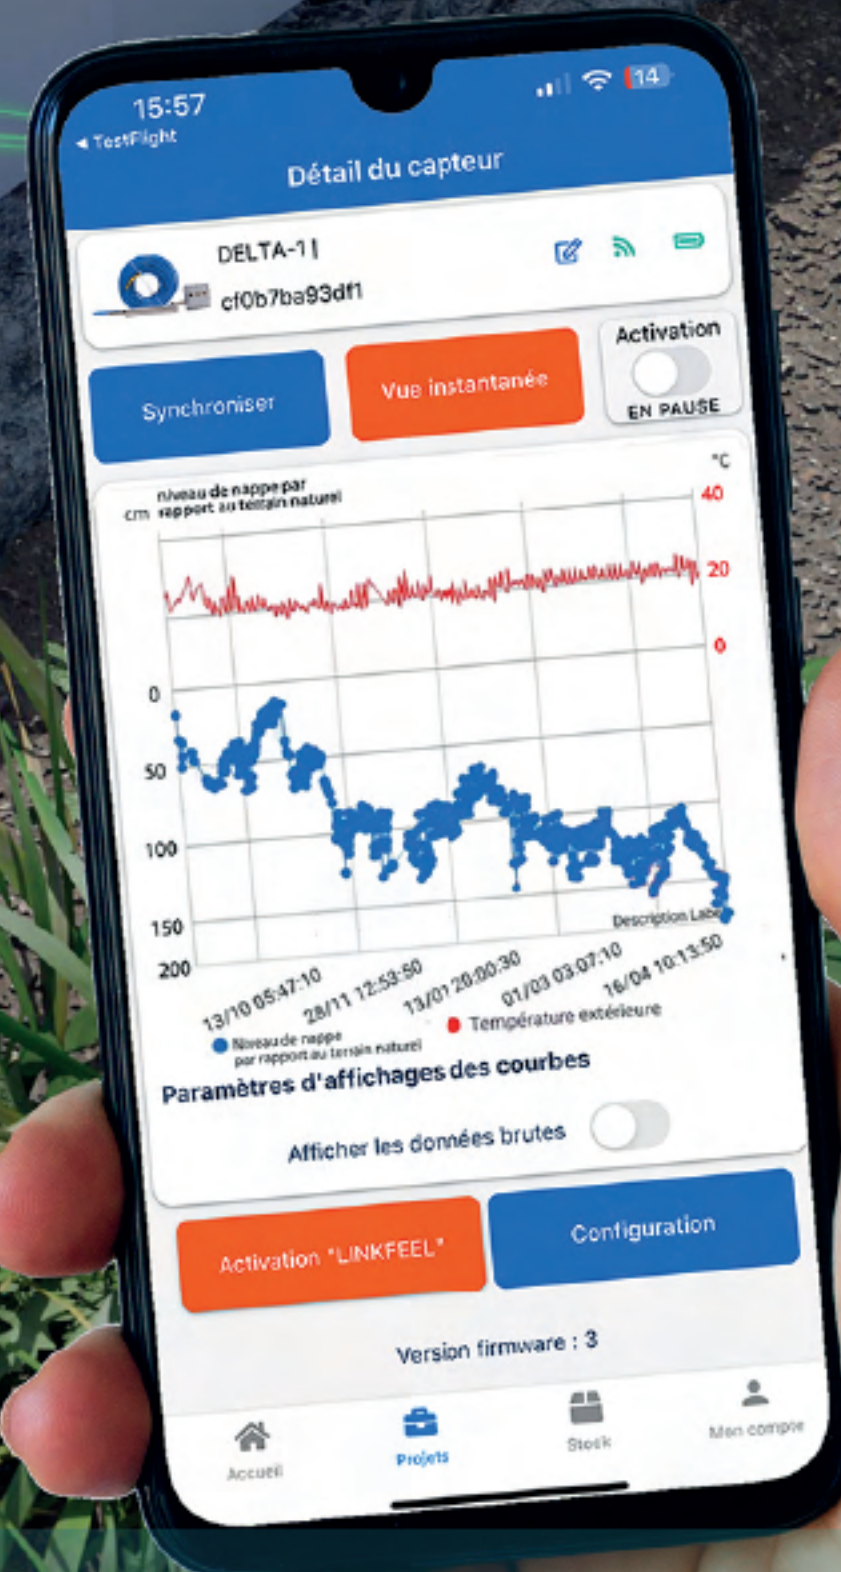 15:57
14
◀ TestFlight
Détail du capteur
DELTA-1 |
cf0b7ba93df1
Synchroniser
Vue instantanée
Activation
EN PAUSE
niveau de nappe par
cm rapport au terrain naturel
°C
40
20
0
0
50
100
150
200
Description Label
13/10 05:47:10
28/11 12:53:50
13/01 20:00:30
01/03 03:07:10
16/04 10:13:50
Niveau de nappe
par rapport au terrain naturel
Température extérieure
Paramètres d'affichages des courbes
Afficher les données brutes
Activation "LINKFEEL"
Configuration
Version firmware : 3
Accueil
Projets
Stock
Mon compte